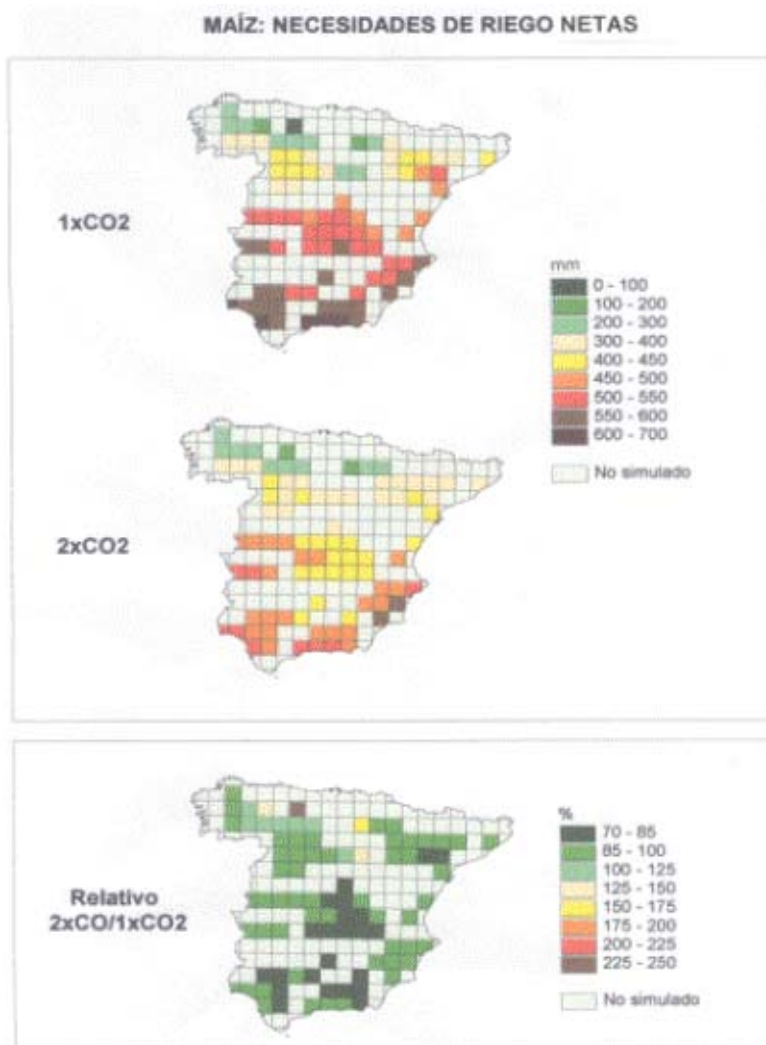 MAÍZ: NECESIDADES DE RIEGO NETAS
1xCO2
mm
0 - 100
100 - 200
200 - 300
300 - 400
400 - 450
450 - 500
500 - 550
550 - 600
600 - 700
No simulado
2xCO2
Relativo
2xCO/1xCO2
%
70 - 85
85 - 100
100 - 125
125 - 150
150 - 175
175 - 200
200 - 225
225 - 250
No simulado